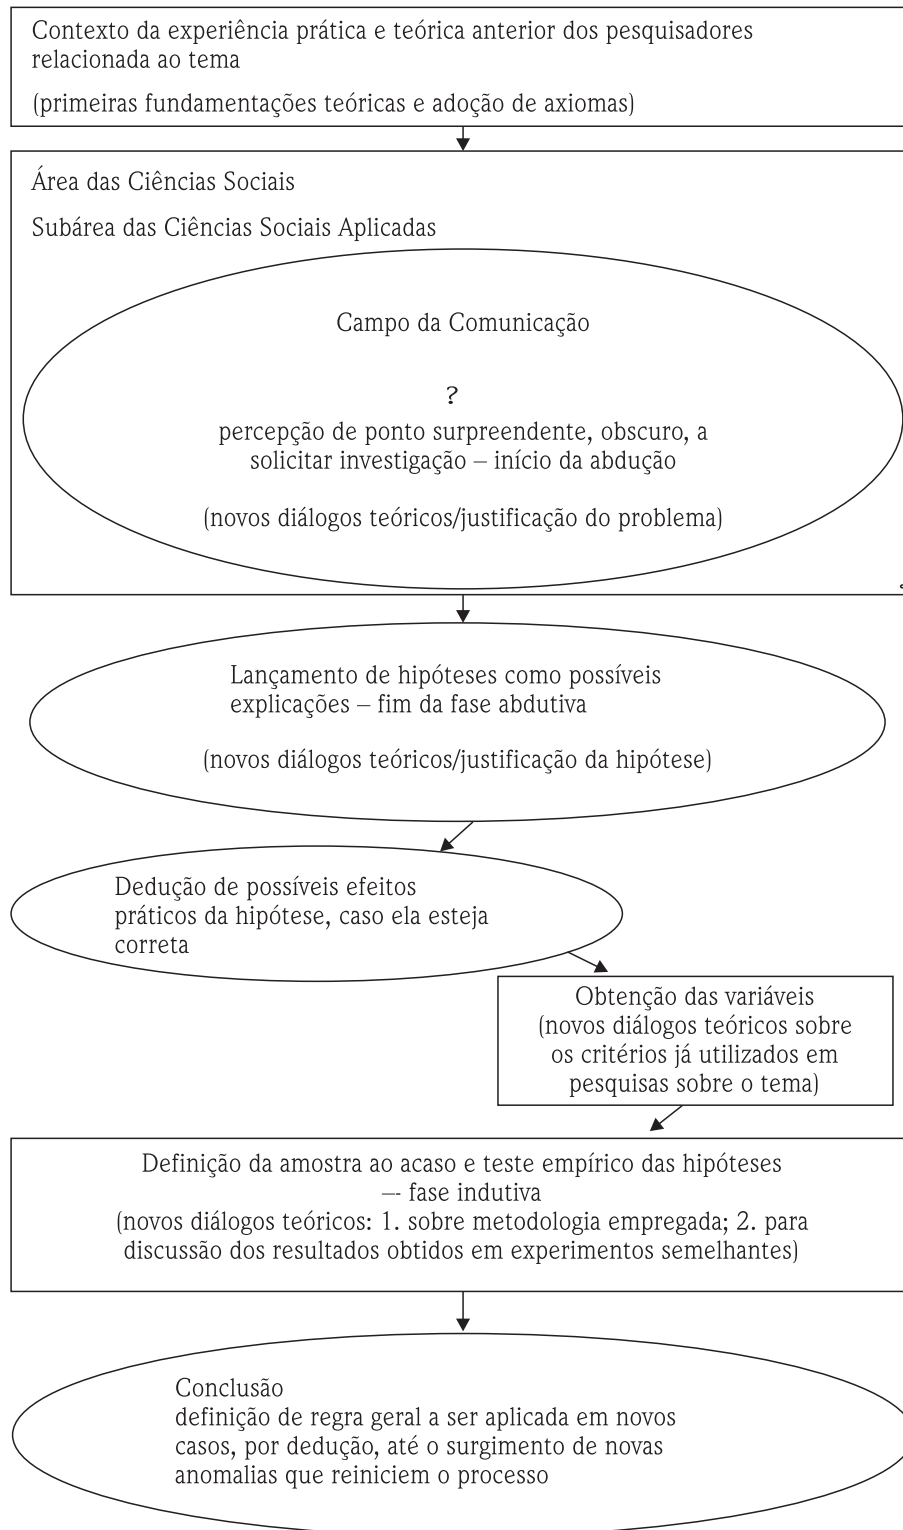 Contexto da experiência prática e teórica anterior dos pesquisadores
relacionada ao tema
(primeiras fundamentações teóricas e adoção de axiomas)
Área das Ciências Sociais
Subárea das Ciências Sociais Aplicadas
Campo da Comunicação
?
percepção de ponto surpreendente, obscuro, a
solicitar investigação – início da abdução
(novos diálogos teóricos/justificação do problema)
Lançamento de hipóteses como possíveis
explicações – fim da fase abdutiva
(novos diálogos teóricos/justificação da hipótese)
Dedução de possíveis efeitos
práticos da hipótese, caso ela esteja
correta
Obtenção das variáveis
(novos diálogos teóricos sobre
os critérios já utilizados em
pesquisas sobre o tema)
Definição da amostra ao acaso e teste empírico das hipóteses
–- fase indutiva
(novos diálogos teóricos: 1. sobre metodologia empregada; 2. para
discussão dos resultados obtidos em experimentos semelhantes)
Conclusão
definição de regra geral a ser aplicada em novos
casos, por dedução, até o surgimento de novas
anomalias que reiniciem o processo